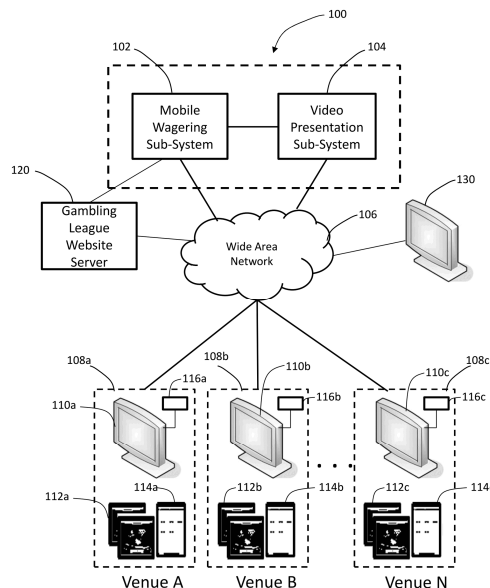 100
102
104
Mobile
Wagering
Sub-System
Video
Presentation
Sub-System
120
130
Gambling
League
Website
Server
106
Wide Area
Network
108a
108b
108c
110a
110b
110c
116a
116b
116c
112a
114a
112b
114b
112c
114
. . .
Venue A
Venue B
Venue N